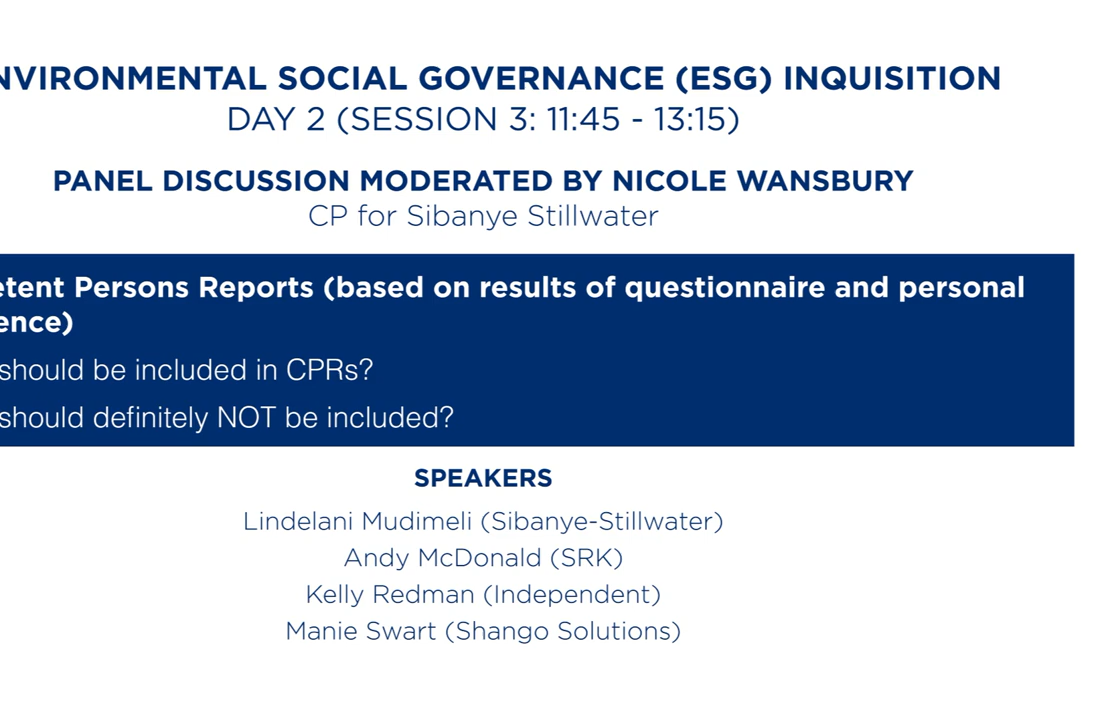 NVIRONMENTAL SOCIAL GOVERNANCE (ESG) INQUISITION
DAY 2 (SESSION 3: 11:45 - 13:15)
PANEL DISCUSSION MODERATED BY NICOLE WANSBURY
CP for Sibanye Stillwater
etent Persons Reports (based on results of questionnaire and personal
ence)
should be included in CPRs?
should definitely NOT be included?
SPEAKERS
Lindelani Mudimeli (Sibanye-Stillwater)
Andy McDonald (SRK)
Kelly Redman (Independent)
Manie Swart (Shango Solutions)